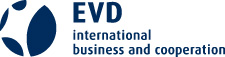 EVD
international
business and cooperation